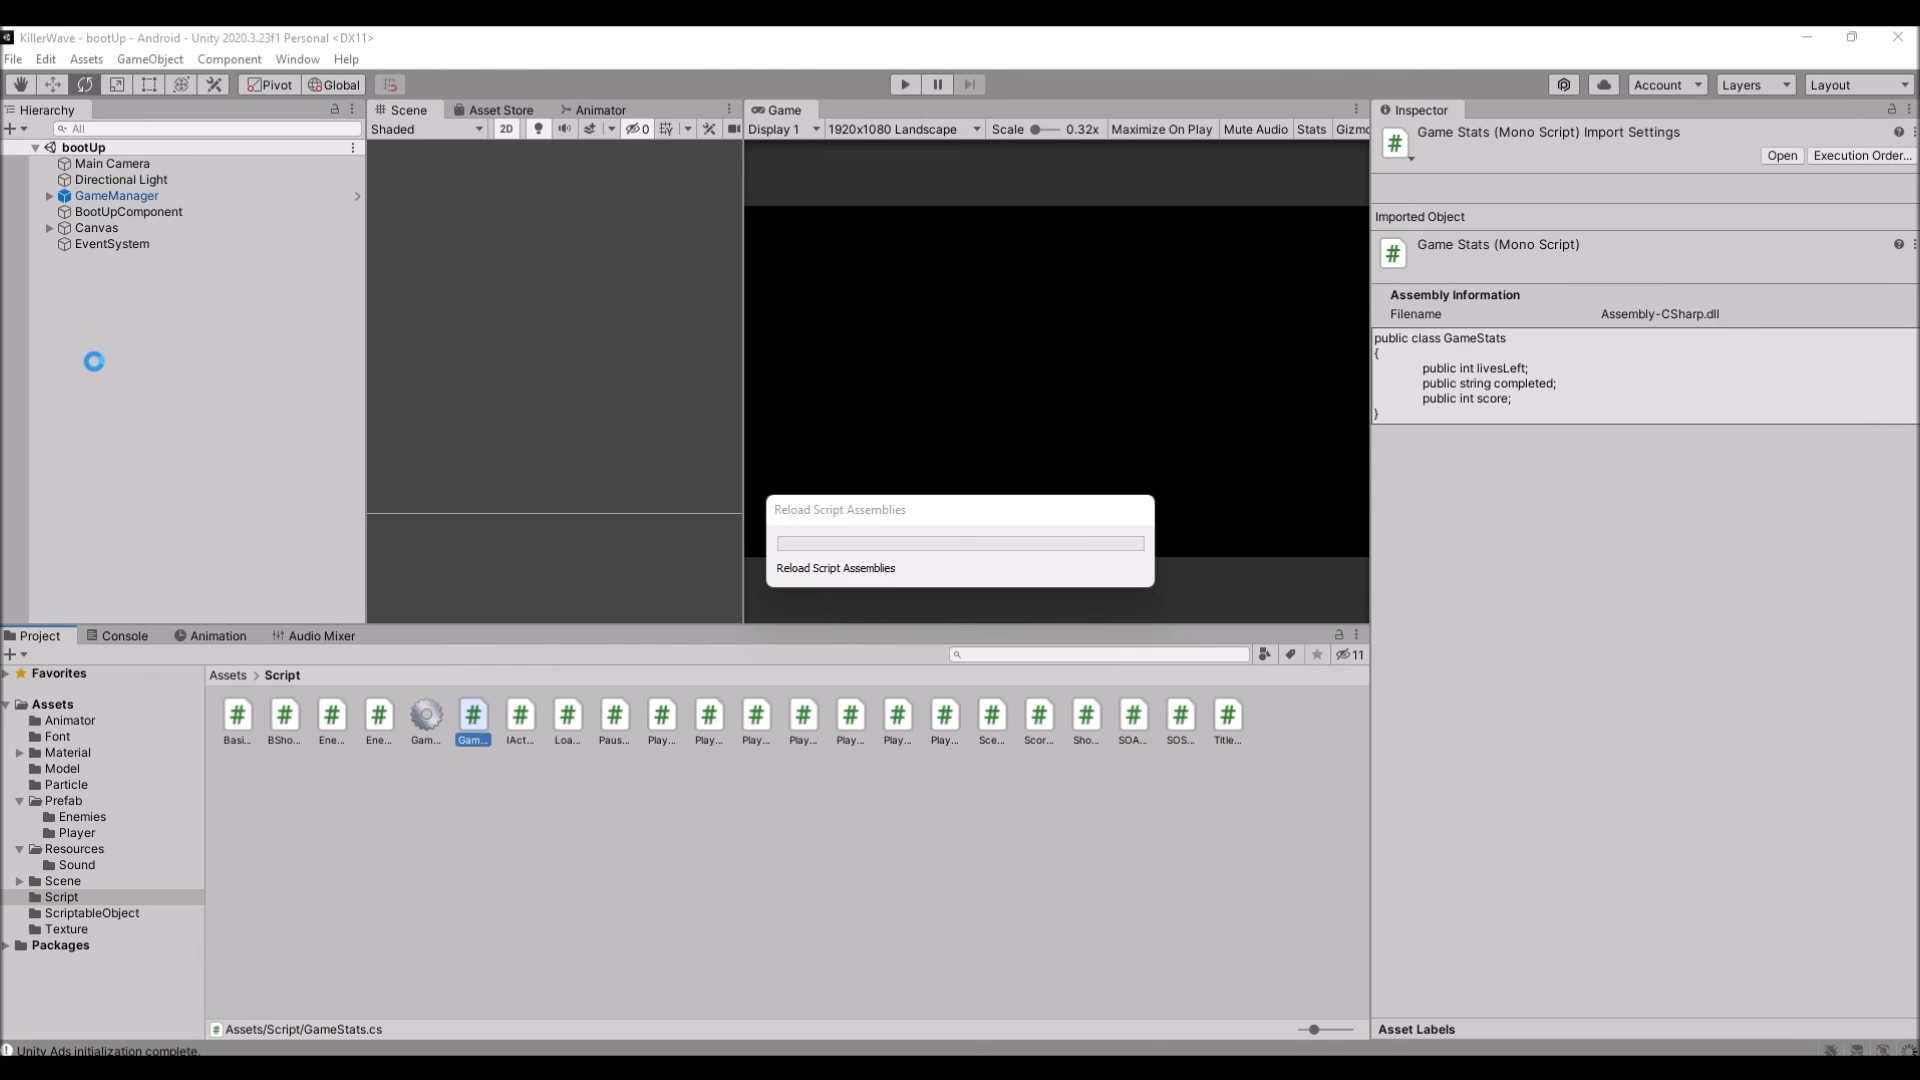 KillerWave - bootUp - Android - Unity 2020.3.23f1 Personal <DX11>
File Edit Assets GameObject Component Window Help
Pivot Global Account Layers Layout
Hierarchy
All
bootUp
Main Camera
Directional Light
GameManager
BootUpComponent
Canvas
EventSystem
Scene Asset Store Animator
Shaded 2D 0
Game
Display 1 1920x1080 Landscape Scale 0.32x Maximize On Play Mute Audio Stats Gizmo
Reload Script Assemblies
Reload Script Assemblies
Inspector
Game Stats (Mono Script) Import Settings
Open Execution Order...
Imported Object
Game Stats (Mono Script)
Assembly Information
Filename Assembly-CSharp.dll
public class GameStats
{
public int livesLeft;
public string completed;
public int score;
}
Project Console Animation Audio Mixer
11
Favorites
Assets
Animator
Font
Material
Model
Particle
Prefab
Enemies
Player
Resources
Sound
Scene
Script
ScriptableObject
Texture
Packages
Assets > Script
Basi... BSho... Ene... Ene... Gam... Gam... IAct... Loa... Paus... Play... Play... Play... Play... Play... Play... Play... Sce... Scor... Sho... SOA... SOS... Title...
Assets/Script/GameStats.cs
Asset Labels
Unity Ads initialization complete.